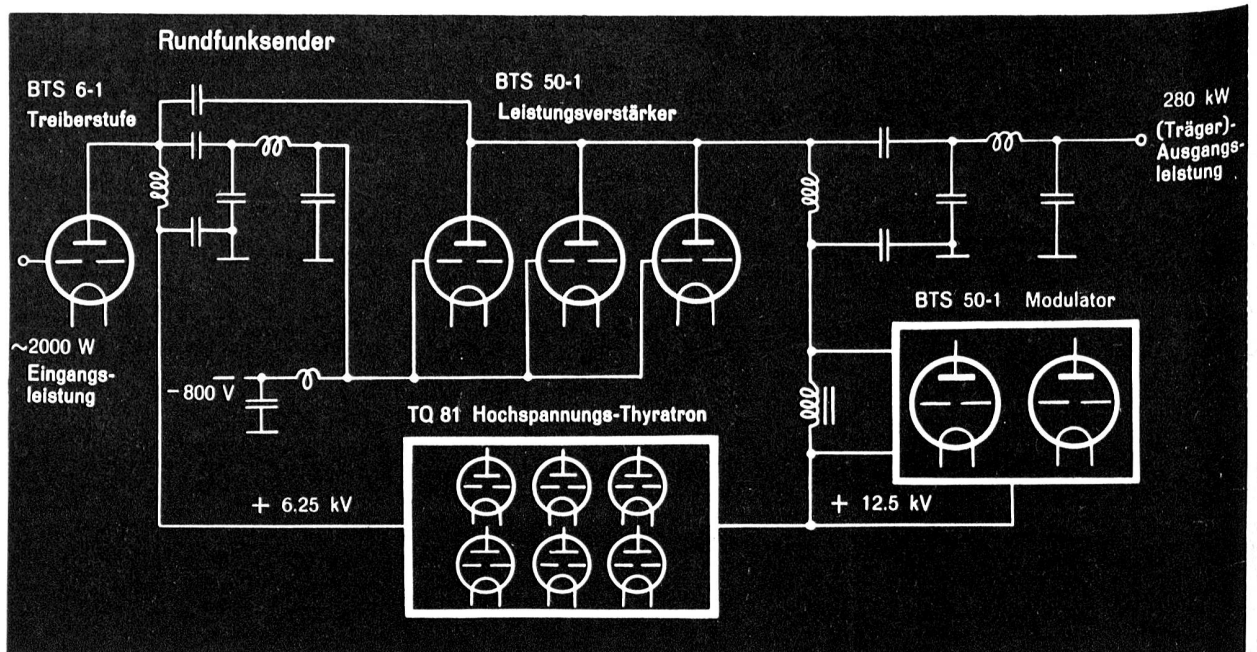 Rundfunksender
BTS 6-1
Treiberstufe
BTS 50-1
Leistungsverstärker
280 kW
(Träger)-
Ausgangs-
leistung
~2000 W
Eingangs-
leistung
− 800 V
BTS 50-1 Modulator
TQ 81 Hochspannungs-Thyratron
+ 6.25 kV
+ 12.5 kV